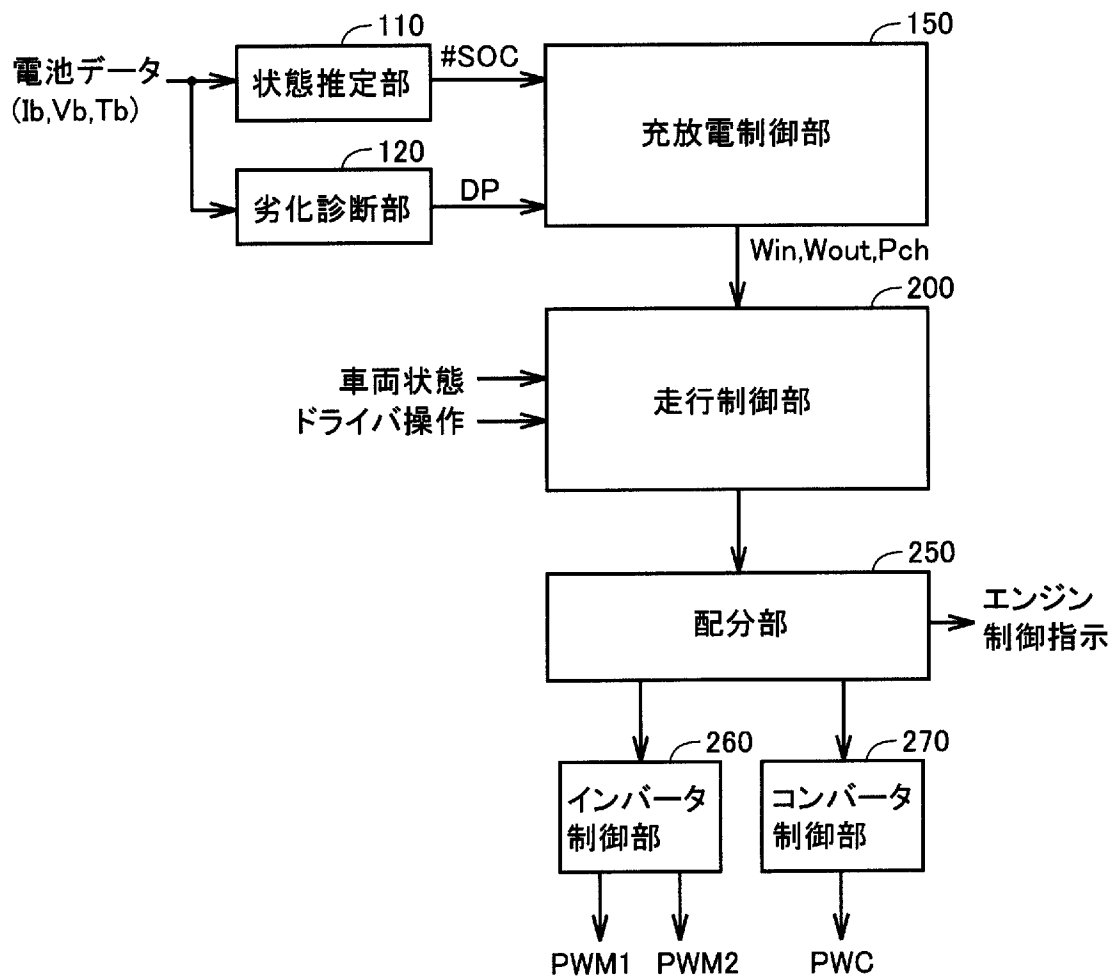 110
#SOC
150
電池データ
(Ib,Vb,Tb)
状態推定部
充放電制御部
120
劣化診断部
DP
Win,Wout,Pch
200
車両状態
ドライバ操作
走行制御部
250
配分部
エンジン
制御指示
260
270
インバータ
制御部
コンバータ
制御部
PWM1
PWM2
PWC